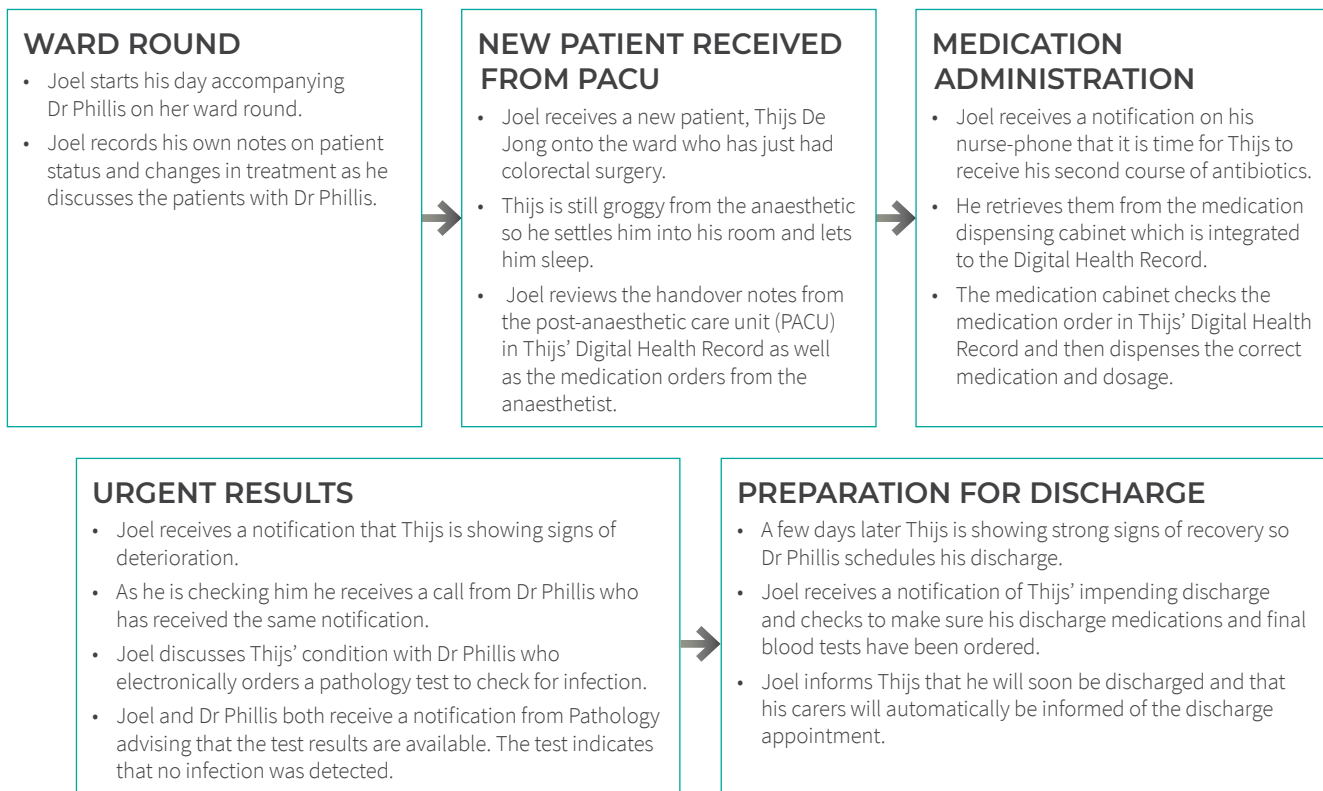 WARD ROUND
• Joel starts his day accompanying
Dr Phillis on her ward round.
• Joel records his own notes on patient
status and changes in treatment as he
discusses the patients with Dr Phillis.
NEW PATIENT RECEIVED
FROM PACU
• Joel receives a new patient, Thijs De
Jong onto the ward who has just had
colorectal surgery.
• Thijs is still groggy from the anaesthetic
so he settles him into his room and lets
him sleep.
• Joel reviews the handover notes from
the post-anaesthetic care unit (PACU)
in Thijs’ Digital Health Record as well
as the medication orders from the
anaesthetist.
MEDICATION
ADMINISTRATION
• Joel receives a notification on his
nurse-phone that it is time for Thijs to
receive his second course of antibiotics.
• He retrieves them from the medication
dispensing cabinet which is integrated
to the Digital Health Record.
• The medication cabinet checks the
medication order in Thijs’ Digital Health
Record and then dispenses the correct
medication and dosage.
URGENT RESULTS
• Joel receives a notification that Thijs is showing signs of
deterioration.
• As he is checking him he receives a call from Dr Phillis who
has received the same notification.
• Joel discusses Thijs’ condition with Dr Phillis who
electronically orders a pathology test to check for infection.
• Joel and Dr Phillis both receive a notification from Pathology
advising that the test results are available. The test indicates
that no infection was detected.
PREPARATION FOR DISCHARGE
• A few days later Thijs is showing strong signs of recovery so
Dr Phillis schedules his discharge.
• Joel receives a notification of Thijs’ impending discharge
and checks to make sure his discharge medications and final
blood tests have been ordered.
• Joel informs Thijs that he will soon be discharged and that
his carers will automatically be informed of the discharge
appointment.